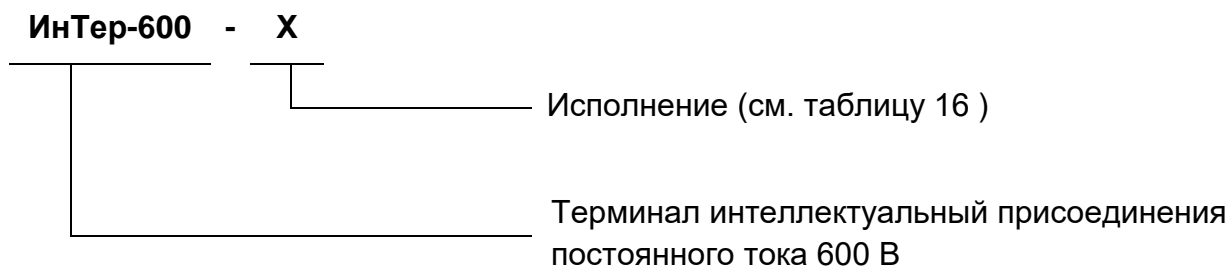 ИнТер-600 - Х
Исполнение (см. таблицу 16 )
Терминал интеллектуальный присоединения
постоянного тока 600 В